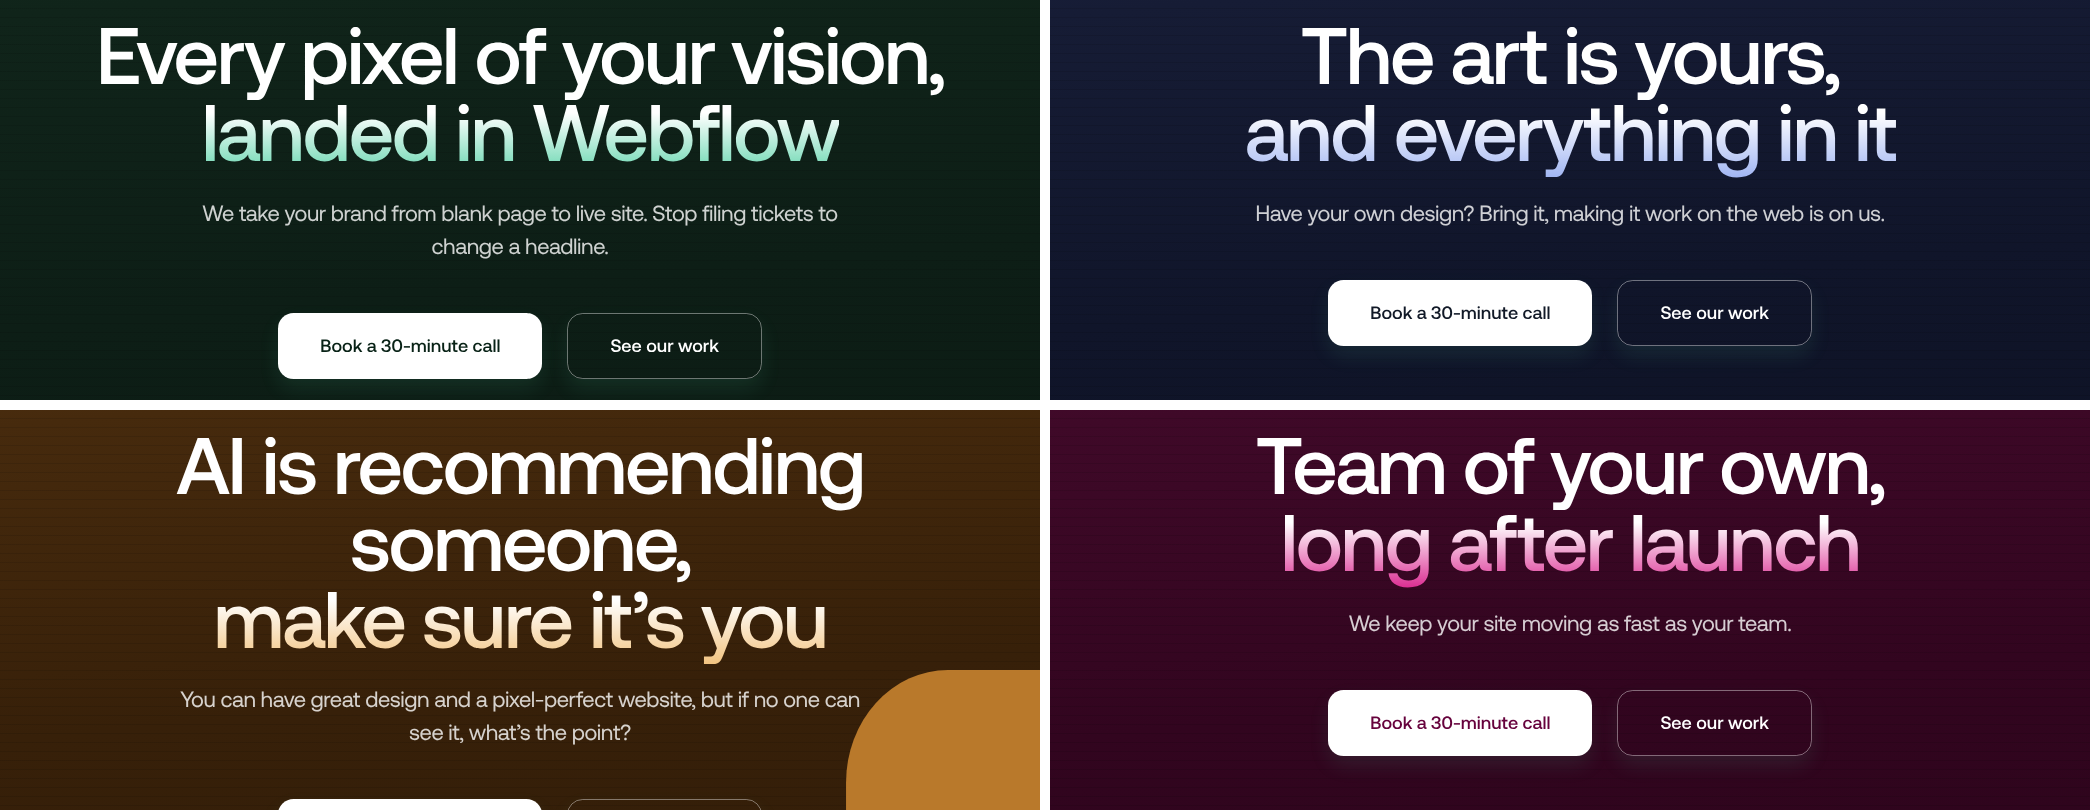 Every pixel of your vision,
landed in Webflow
We take your brand from blank page to live site. Stop filing tickets to
change a headline.
Book a 30-minute call
See our work
The art is yours,
and everything in it
Have your own design? Bring it, making it work on the web is on us.
Book a 30-minute call
See our work
AI is recommending
someone,
make sure it’s you
You can have great design and a pixel-perfect website, but if no one can
see it, what’s the point?
Team of your own,
long after launch
We keep your site moving as fast as your team.
Book a 30-minute call
See our work